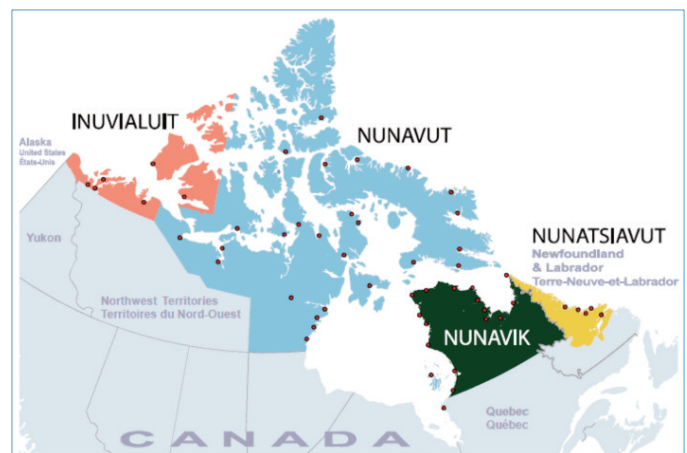 INUVIALUIT
NUNAVUT
Alaska
United States
États-Unis
NUNATSIAVUT
Newfoundland
& Labrador
Terre-Neuve-et-Labrador
Yukon
Northwest Territories
Territoires du Nord-Ouest
NUNAVIK
Quebec
Québec
CANADA